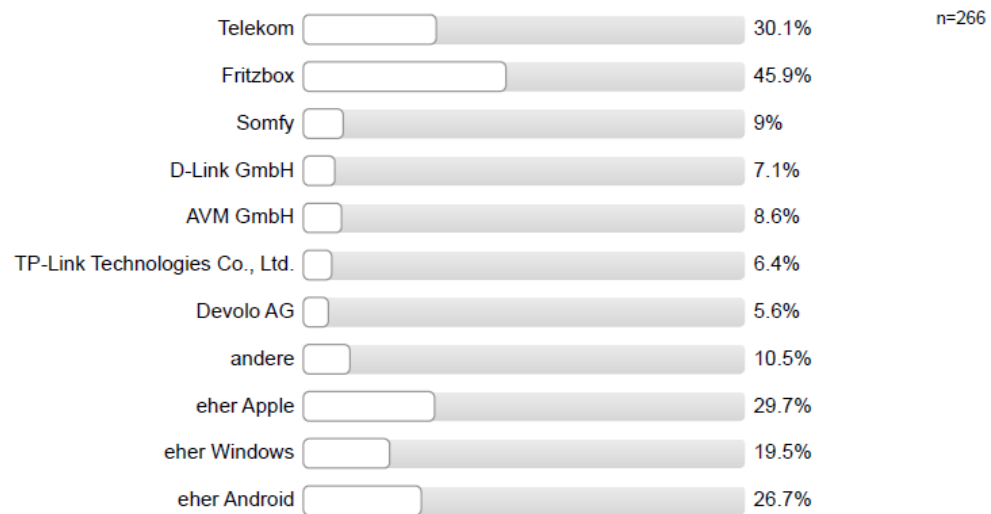 n=266
Telekom 30.1%
Fritzbox 45.9%
Somfy 9%
D-Link GmbH 7.1%
AVM GmbH 8.6%
TP-Link Technologies Co., Ltd. 6.4%
Devolo AG 5.6%
andere 10.5%
eher Apple 29.7%
eher Windows 19.5%
eher Android 26.7%